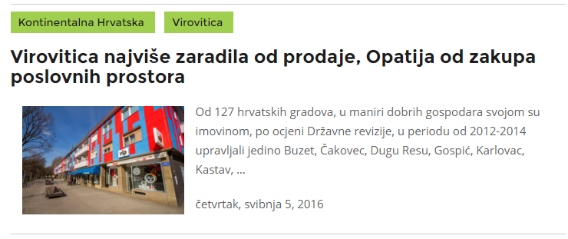 Kontinentalna Hrvatska
Virovitica
Virovitica najviše zaradila od prodaje, Opatija od zakupa
poslovnih prostora
Od 127 hrvatskih gradova, u maniri dobrih gospodara svojom su
imovinom, po ocjeni Državne revizije, u periodu od 2012-2014
upravljali jedino Buzet, Čakovec, Dugu Resu, Gospić, Karlovac,
Kastav, ...
četvrtak, svibnja 5, 2016